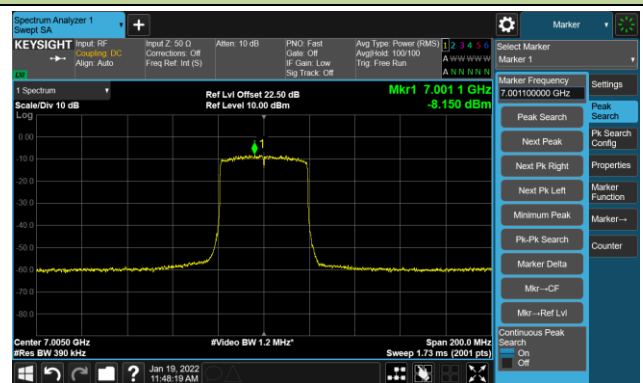 Spectrum Analyzer 1
Swept SA
Marker
KEYSIGHT
Input: RF
Coupling: DC
Align: Auto
Input Z: 50 Ω
Corrections: Off
Freq Ref: Int (S)
Atten: 10 dB
PNO: Fast
Gate: Off
IF Gain: Low
Sig Track: Off
Avg Type: Power (RMS)
Avg|Hold: 100/100
Trig: Free Run
1 2 3 4 5 6
A W W W W W
A N N N N N
LW
Select Marker
Marker 1
1 Spectrum
Scale/Div 10 dB
Log
Ref Lvl Offset 22.50 dB
Ref Level 10.00 dBm
Mkr1 7.001 1 GHz
-8.150 dBm
1
0.00
-10.0
-20.0
-30.0
-40.0
-50.0
-60.0
-70.0
-80.0
Center 7.0050 GHz
#Res BW 390 kHz
#Video BW 1.2 MHz*
Span 200.0 MHz
Sweep 1.73 ms (2001 pts)
Marker Frequency
7.001100000 GHz
Peak Search
Next Peak
Next Pk Right
Next Pk Left
Minimum Peak
Pk-Pk Search
Marker Delta
Mkr→CF
Mkr→Ref Lvl
Continuous Peak
Search
On
Off
Settings
Peak
Search
Pk Search
Config
Properties
Marker
Function
Marker→
Counter
?
Jan 19, 2022
11:48:19 AM